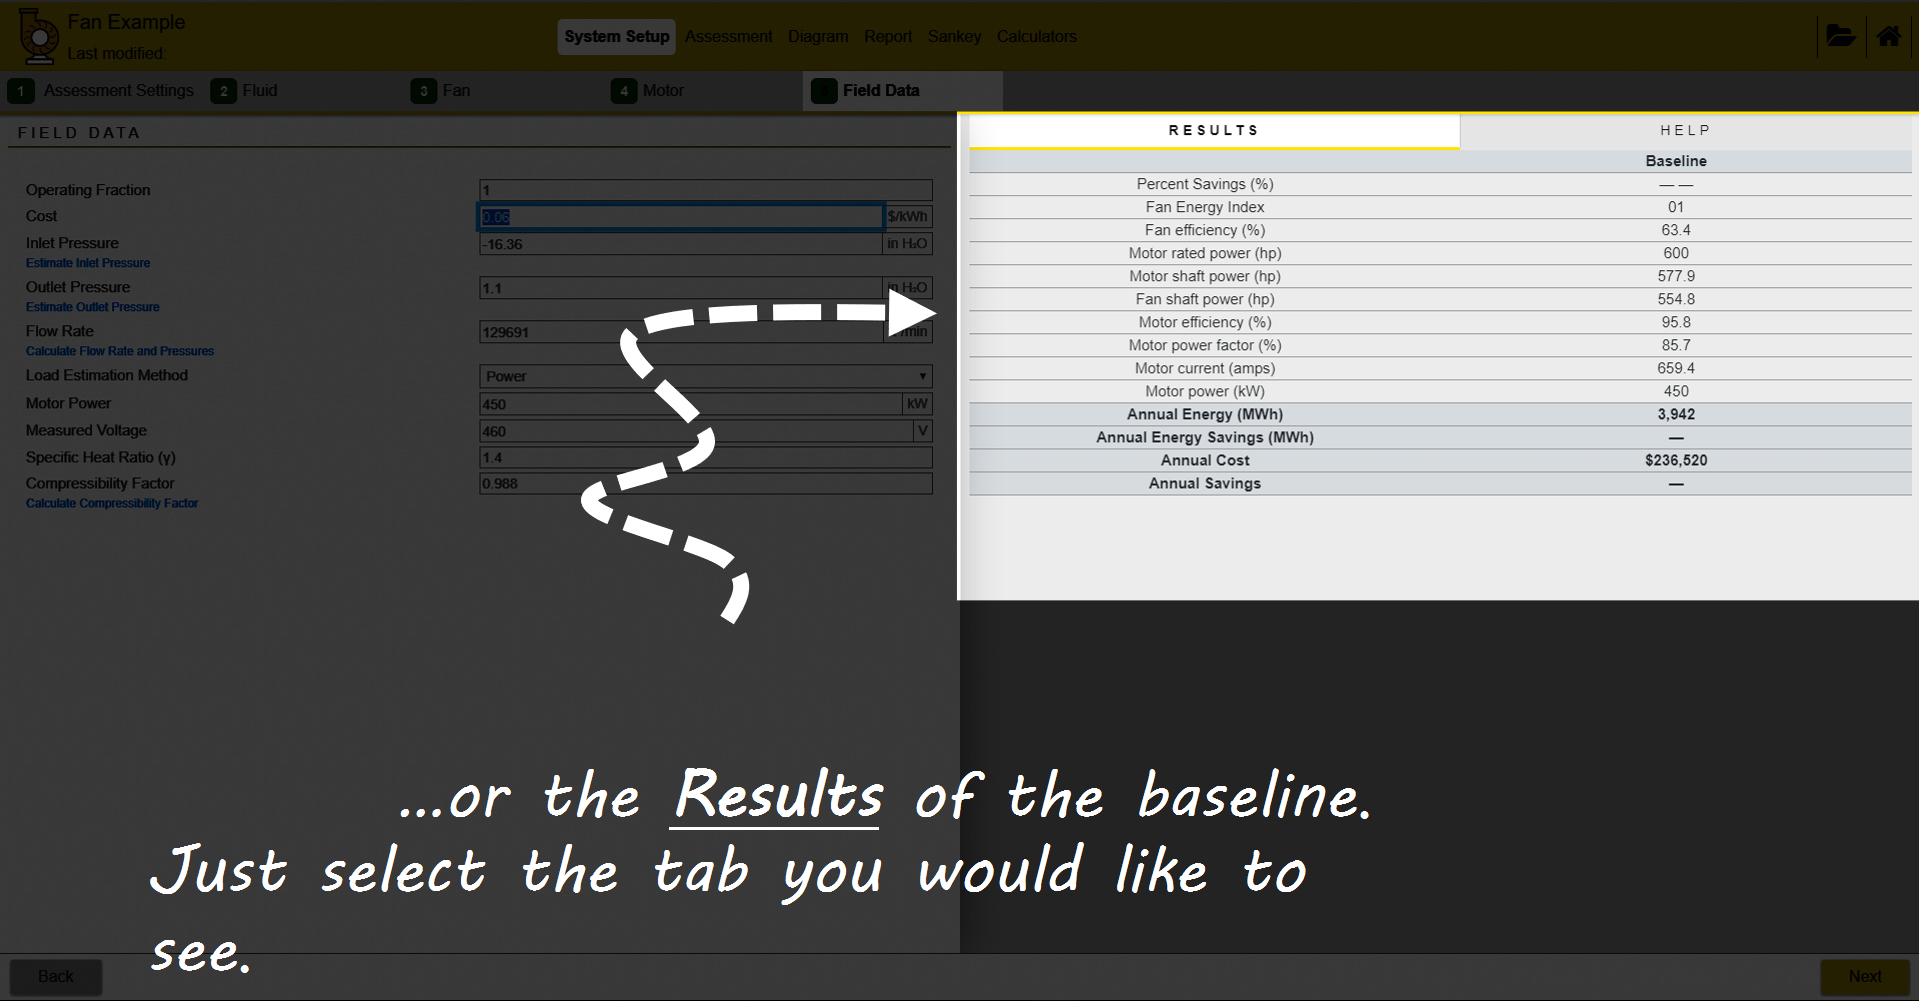 Fan Example
Last modified:
System Setup Assessment Diagram Report Sankey Calculators
1 Assessment Settings 2 Fluid 3 Fan 4 Motor Field Data
FIELD DATA
Operating Fraction 1
Cost 0.06 $/kWh
Inlet Pressure -16.36 in H₂O
Estimate Inlet Pressure
Outlet Pressure 1.1 in H₂O
Estimate Outlet Pressure
Flow Rate 129691
Calculate Flow Rate and Pressures
Load Estimation Method Power
Motor Power 450 kW
Measured Voltage 460 V
Specific Heat Ratio (γ) 1.4
Compressibility Factor 0.988
Calculate Compressibility Factor
RESULTS HELP
Baseline
Percent Savings (%) — —
Fan Energy Index 01
Fan efficiency (%) 63.4
Motor rated power (hp) 600
Motor shaft power (hp) 577.9
Fan shaft power (hp) 554.8
Motor efficiency (%) 95.8
Motor power factor (%) 85.7
Motor current (amps) 659.4
Motor power (kW) 450
Annual Energy (MWh) 3,942
Annual Energy Savings (MWh) —
Annual Cost $236,520
Annual Savings —
...or the Results of the baseline.
Just select the tab you would like to
see.
Back Next